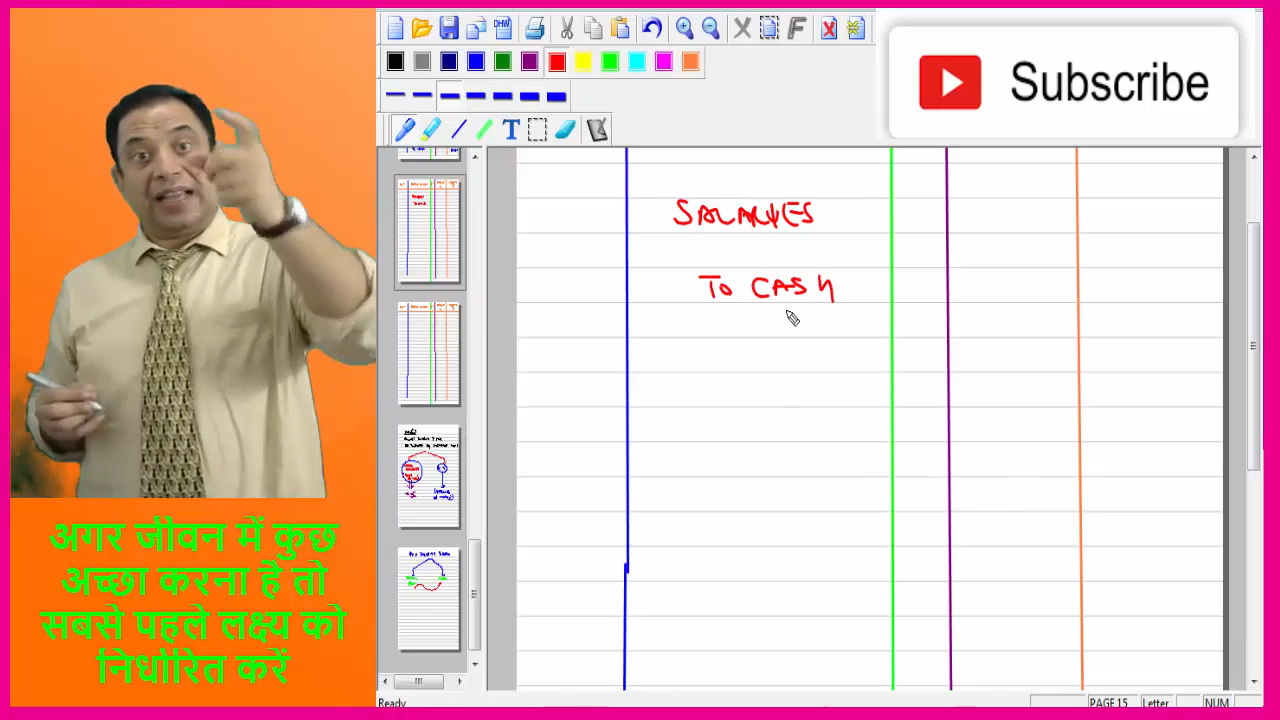 Subscribe
SALARIES
TO CASH
अगर जीवन में कुछ
अच्छा करना है तो
सबसे पहले लक्ष्य को
निर्धारित करें
Ready
PAGE 15
Letter
NUM